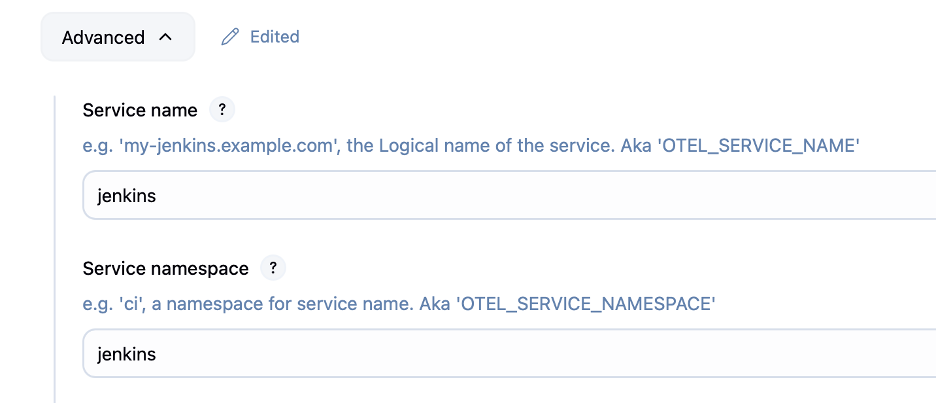 Advanced
Edited
Service name ?
e.g. 'my-jenkins.example.com', the Logical name of the service. Aka 'OTEL_SERVICE_NAME'
jenkins
Service namespace ?
e.g. 'ci', a namespace for service name. Aka 'OTEL_SERVICE_NAMESPACE'
jenkins